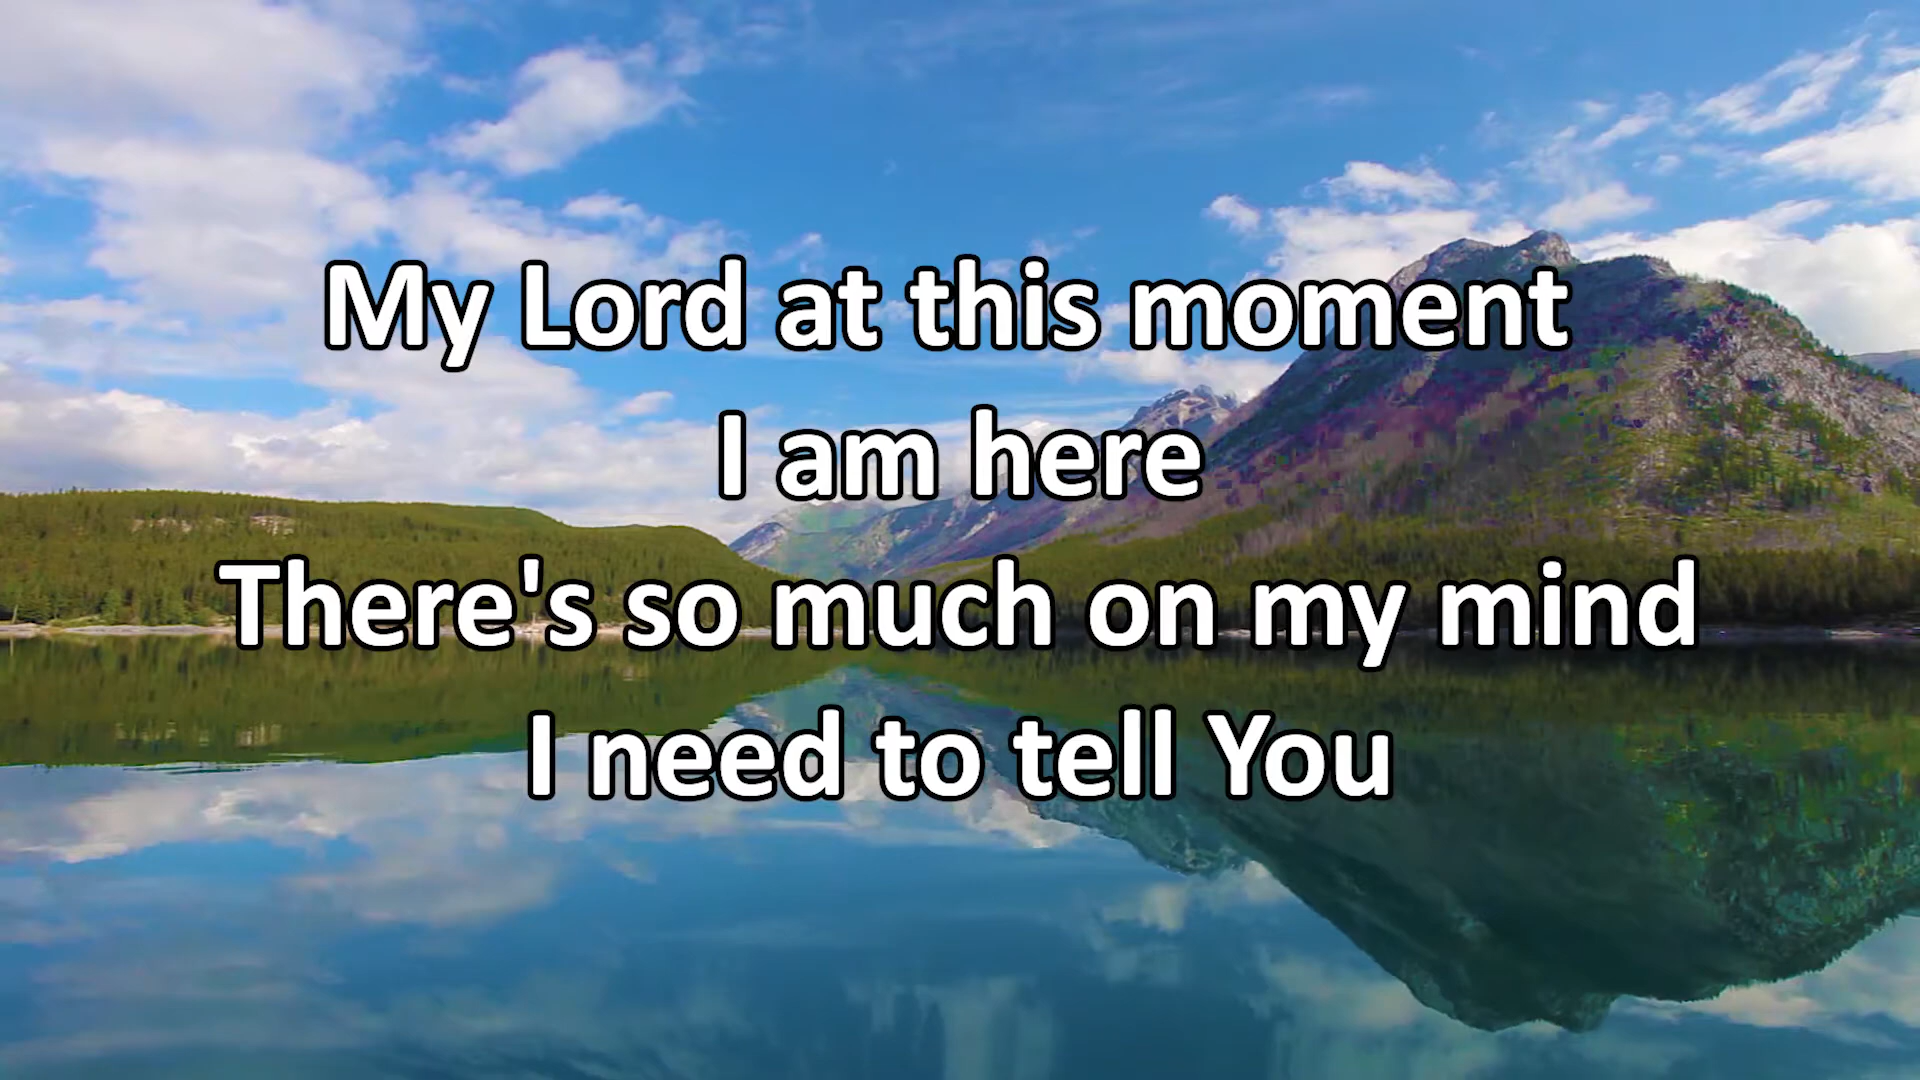 My Lord at this moment
I am here
There's so much on my mind
I need to tell You